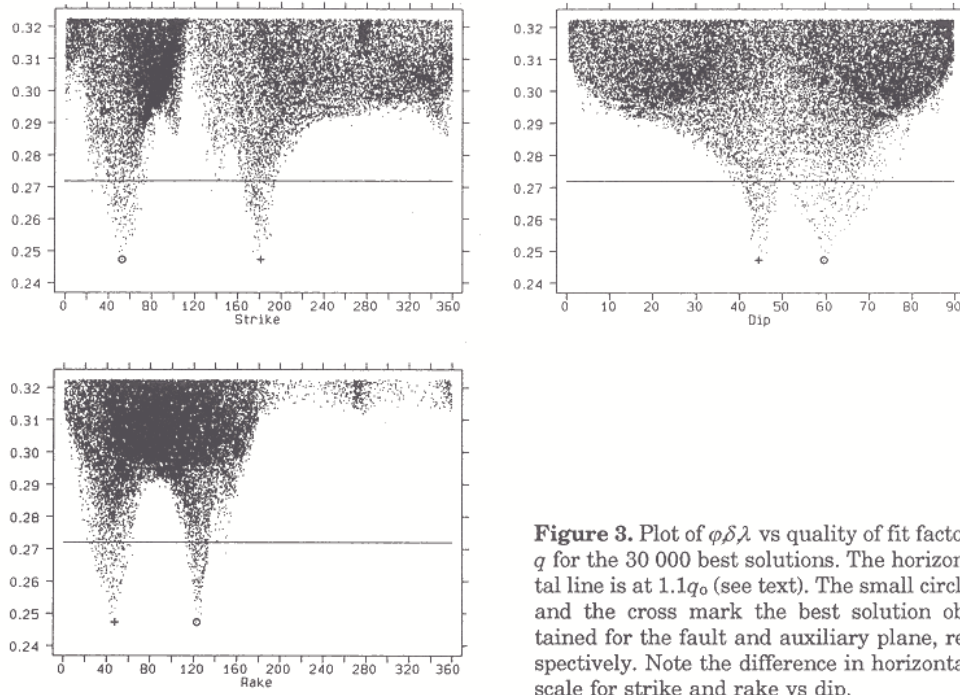 0.32
0.31
0.30
0.29
0.28
0.27
0.26
0.25
0.24
0 40 80 120 160 200 240 280 320 360
Strike
0.32
0.31
0.30
0.29
0.28
0.27
0.26
0.25
0.24
0 10 20 30 40 50 60 70 80 90
Dip
0.32
0.31
0.30
0.29
0.28
0.27
0.26
0.25
0.24
0 40 80 120 160 200 240 280 320 360
Rake
Figure 3. Plot of φδλ vs quality of fit facto
q for the 30 000 best solutions. The horizon
tal line is at 1.1qₒ (see text). The small circl
and the cross mark the best solution ob
tained for the fault and auxiliary plane, re
spectively. Note the difference in horizonta
scale for strike and rake vs dip.